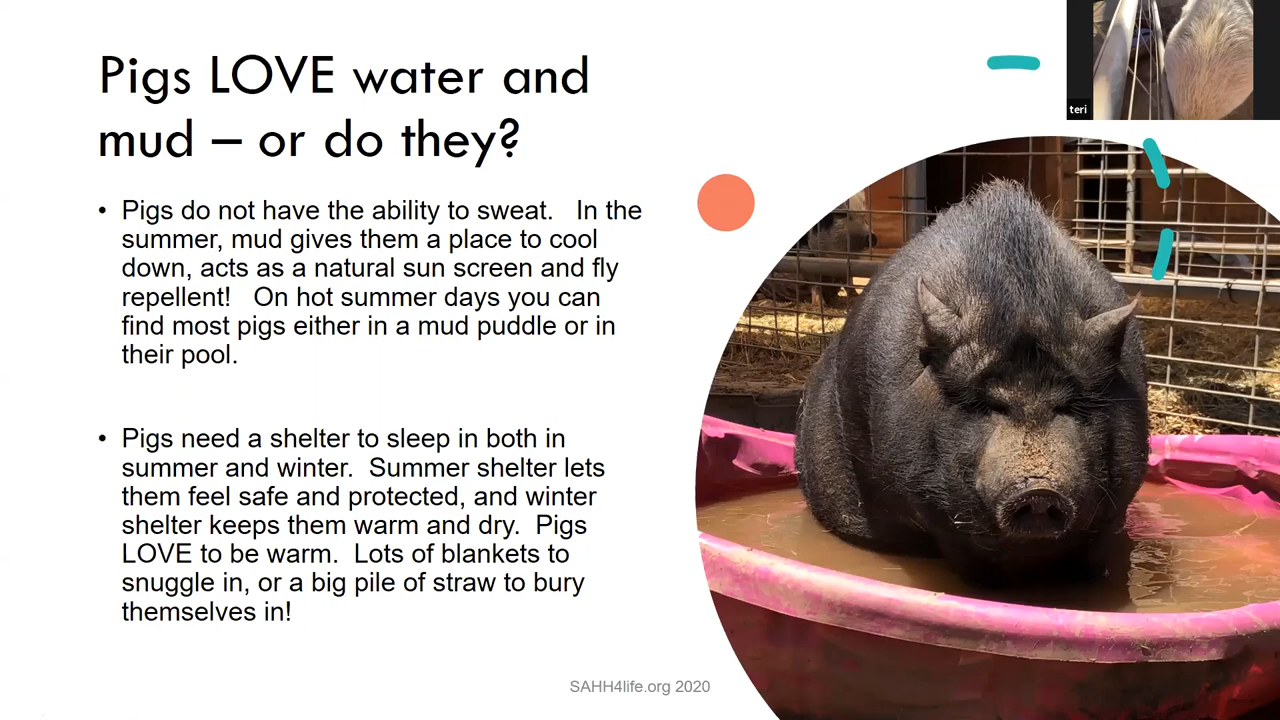 Pigs LOVE water and
mud – or do they?
• Pigs do not have the ability to sweat. In the
summer, mud gives them a place to cool
down, acts as a natural sun screen and fly
repellent! On hot summer days you can
find most pigs either in a mud puddle or in
their pool.
• Pigs need a shelter to sleep in both in
summer and winter. Summer shelter lets
them feel safe and protected, and winter
shelter keeps them warm and dry. Pigs
LOVE to be warm. Lots of blankets to
snuggle in, or a big pile of straw to bury
themselves in!
SAHH4life.org 2020
teri